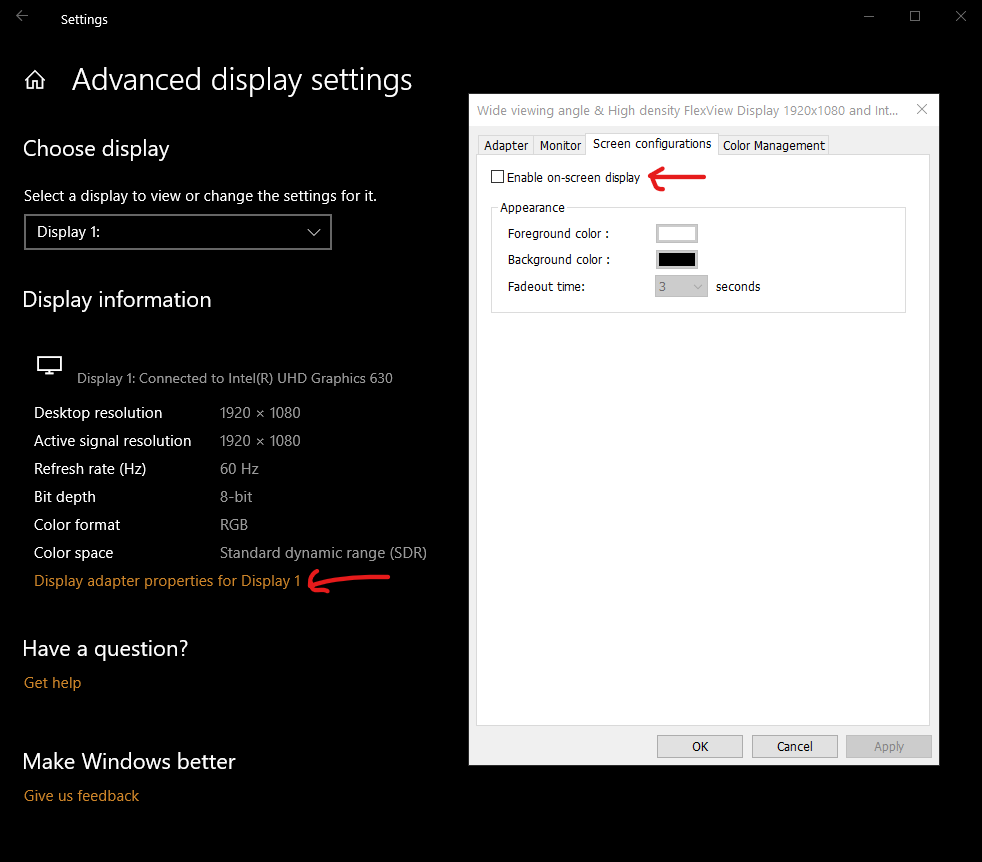 Settings
Advanced display settings
Choose display
Select a display to view or change the settings for it.
Display 1:
Display information
Display 1: Connected to Intel(R) UHD Graphics 630
Desktop resolution 1920 × 1080
Active signal resolution 1920 × 1080
Refresh rate (Hz) 60 Hz
Bit depth 8-bit
Color format RGB
Color space Standard dynamic range (SDR)
Display adapter properties for Display 1
Have a question?
Get help
Make Windows better
Give us feedback
Wide viewing angle & High density FlexView Display 1920x1080 and Int...
Adapter Monitor Screen configurations Color Management
Enable on-screen display
Appearance
Foreground color :
Background color :
Fadeout time: 3 seconds
OK Cancel Apply